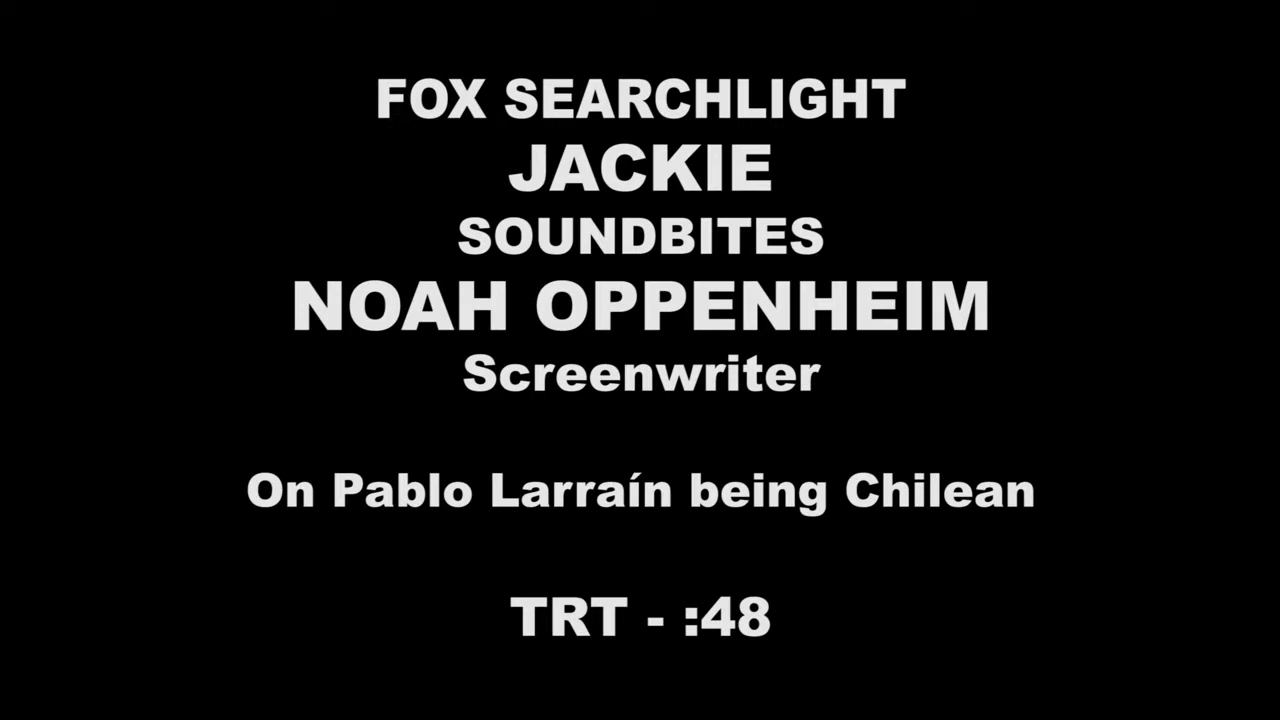 FOX SEARCHLIGHT
JACKIE
SOUNDBITES
NOAH OPPENHEIM
Screenwriter
On Pablo Larraín being Chilean
TRT - :48